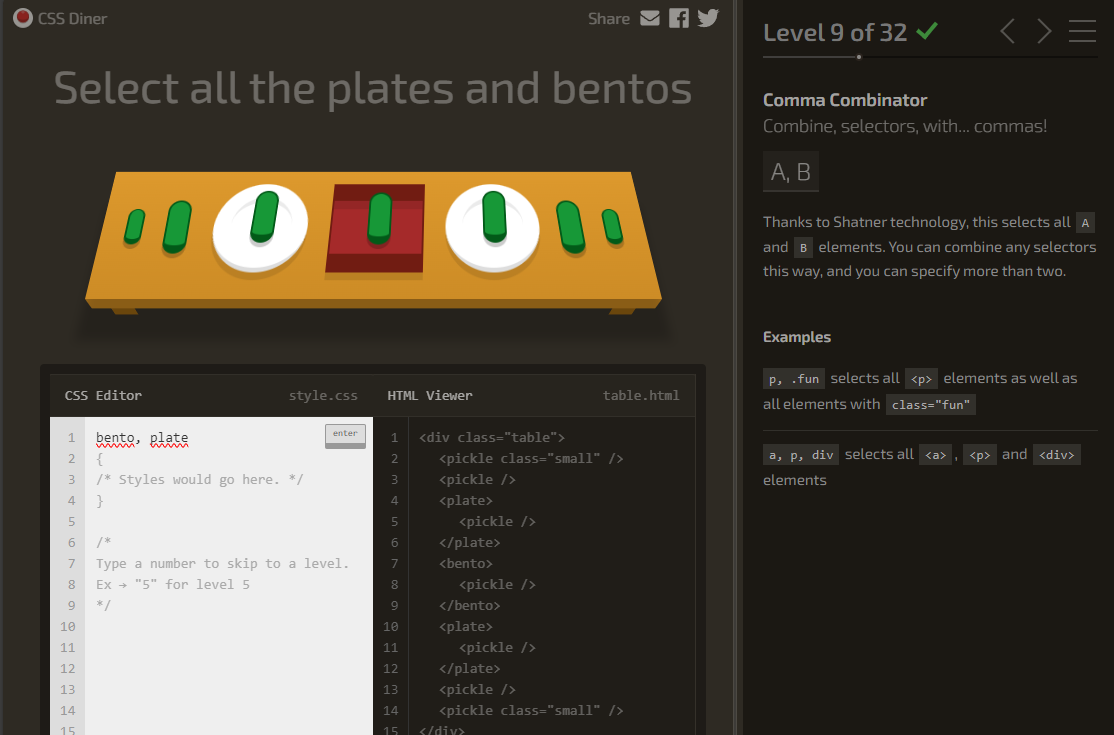 CSS Diner
Share
Select all the plates and bentos
CSS Editor style.css
1 bento, plate
enter
2 {
3 /* Styles would go here. */
4 }
5
6 /*
7 Type a number to skip to a level.
8 Ex → "5" for level 5
9 */
10
11
12
13
14
15
HTML Viewer table.html
1 <div class="table">
2 <pickle class="small" />
3 <pickle />
4 <plate>
5 <pickle />
6 </plate>
7 <bento>
8 <pickle />
9 </bento>
10 <plate>
11 <pickle />
12 </plate>
13 <pickle />
14 <pickle class="small" />
15 </div>
Level 9 of 32
Comma Combinator
Combine, selectors, with... commas!
A, B
Thanks to Shatner technology, this selects all A
and B elements. You can combine any selectors
this way, and you can specify more than two.
Examples
p, .fun selects all <p> elements as well as
all elements with class="fun"
a, p, div selects all <a> , <p> and <div>
elements